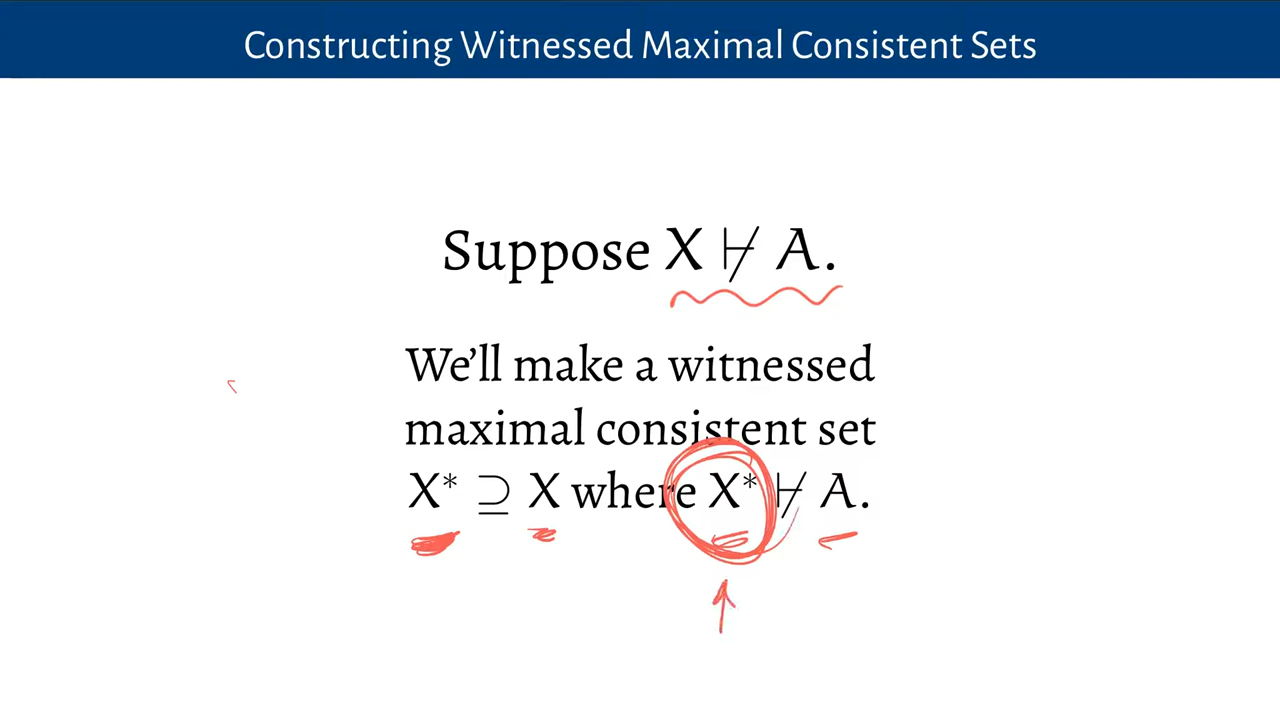 Constructing Witnessed Maximal Consistent Sets
Suppose X ⊬ A.
We'll make a witnessed
maximal consistent set
X* ⊇ X where X* ⊬ A.